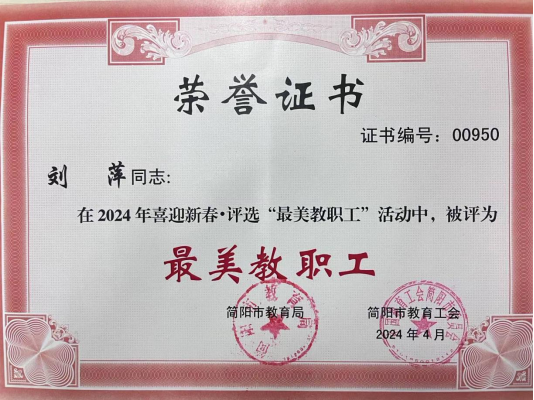 荣誉证书
证书编号：00950
刘 萍同志：
在2024年喜迎新春·评选“最美教职工”活动中，被评为
最美教职工
简阳市教育局 简阳市教育工会
2024年4月